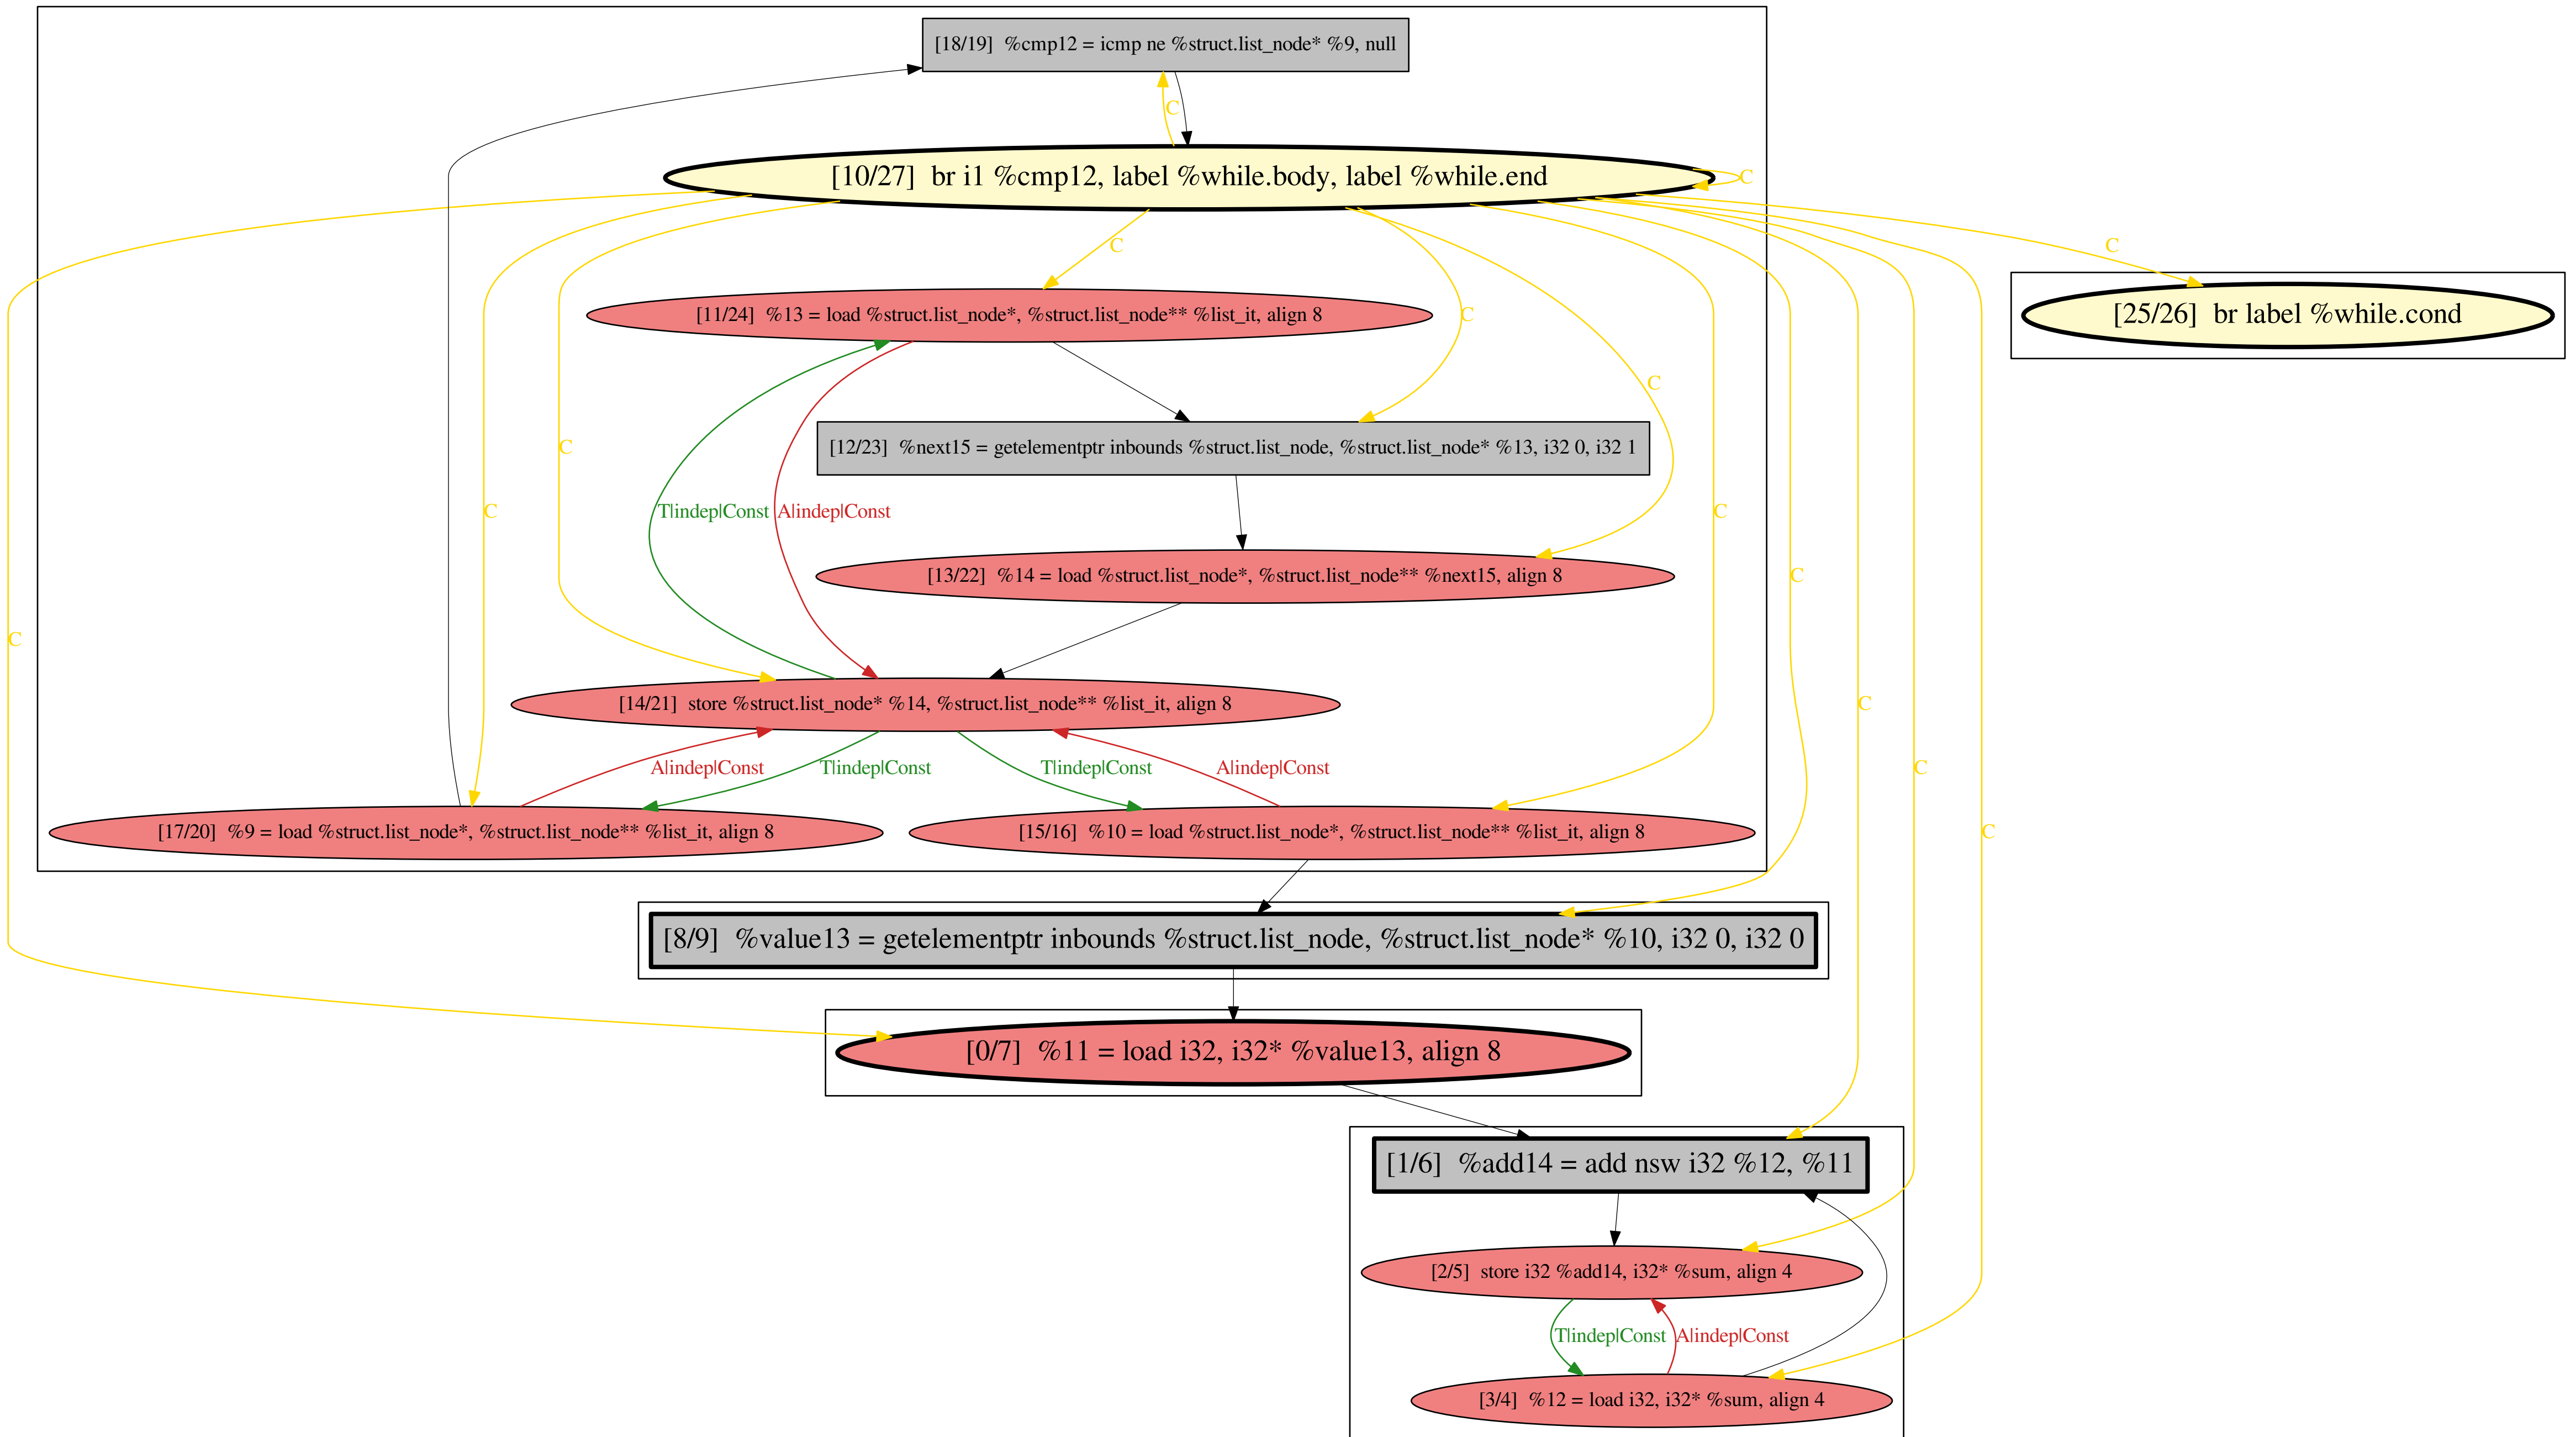 [18/19]  %cmp12 = icmp ne %struct.list_node* %9, null
C
[10/27]  br i1 %cmp12, label %while.body, label %while.end
C
C
C
[11/24]  %13 = load %struct.list_node*, %struct.list_node** %list_it, align 8
C
[25/26]  br label %while.cond
C
C
[12/23]  %next15 = getelementptr inbounds %struct.list_node, %struct.list_node* %13, i32 0, i32 1
C
T|indep|Const
A|indep|Const
C
[13/22]  %14 = load %struct.list_node*, %struct.list_node** %next15, align 8
C
C
[14/21]  store %struct.list_node* %14, %struct.list_node** %list_it, align 8
C
A|indep|Const
T|indep|Const
T|indep|Const
A|indep|Const
C
[17/20]  %9 = load %struct.list_node*, %struct.list_node** %list_it, align 8
[15/16]  %10 = load %struct.list_node*, %struct.list_node** %list_it, align 8
C
[8/9]  %value13 = getelementptr inbounds %struct.list_node, %struct.list_node* %10, i32 0, i32 0
[0/7]  %11 = load i32, i32* %value13, align 8
[1/6]  %add14 = add nsw i32 %12, %11
[2/5]  store i32 %add14, i32* %sum, align 4
T|indep|Const
A|indep|Const
[3/4]  %12 = load i32, i32* %sum, align 4